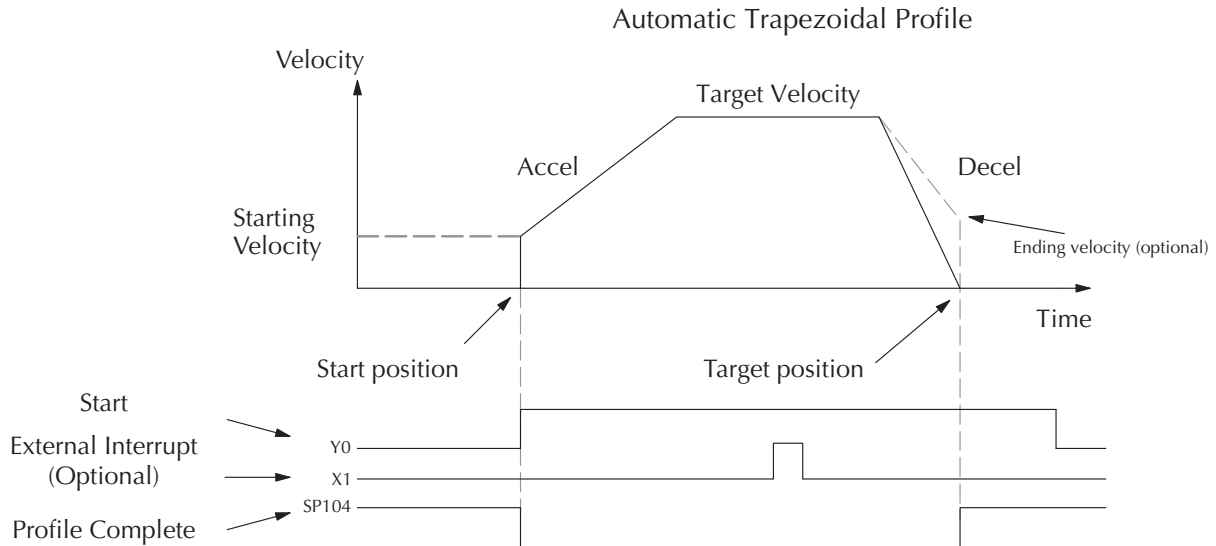 Automatic Trapezoidal Profile
Velocity
Target Velocity
Accel
Decel
Starting
Velocity
Ending velocity (optional)
Time
Start position
Target position
Start
Y0
External Interrupt
(Optional)
X1
SP104
Profile Complete